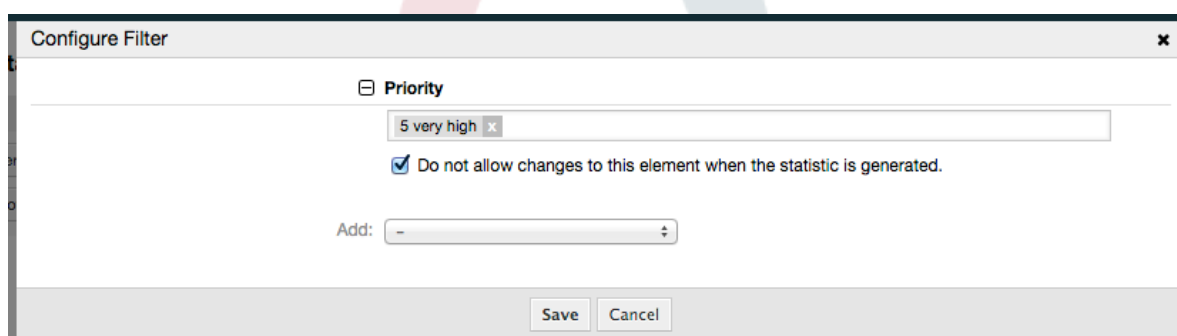 Configure Filter
Priority
5 very high x
Do not allow changes to this element when the statistic is generated.
Add: –
Save Cancel